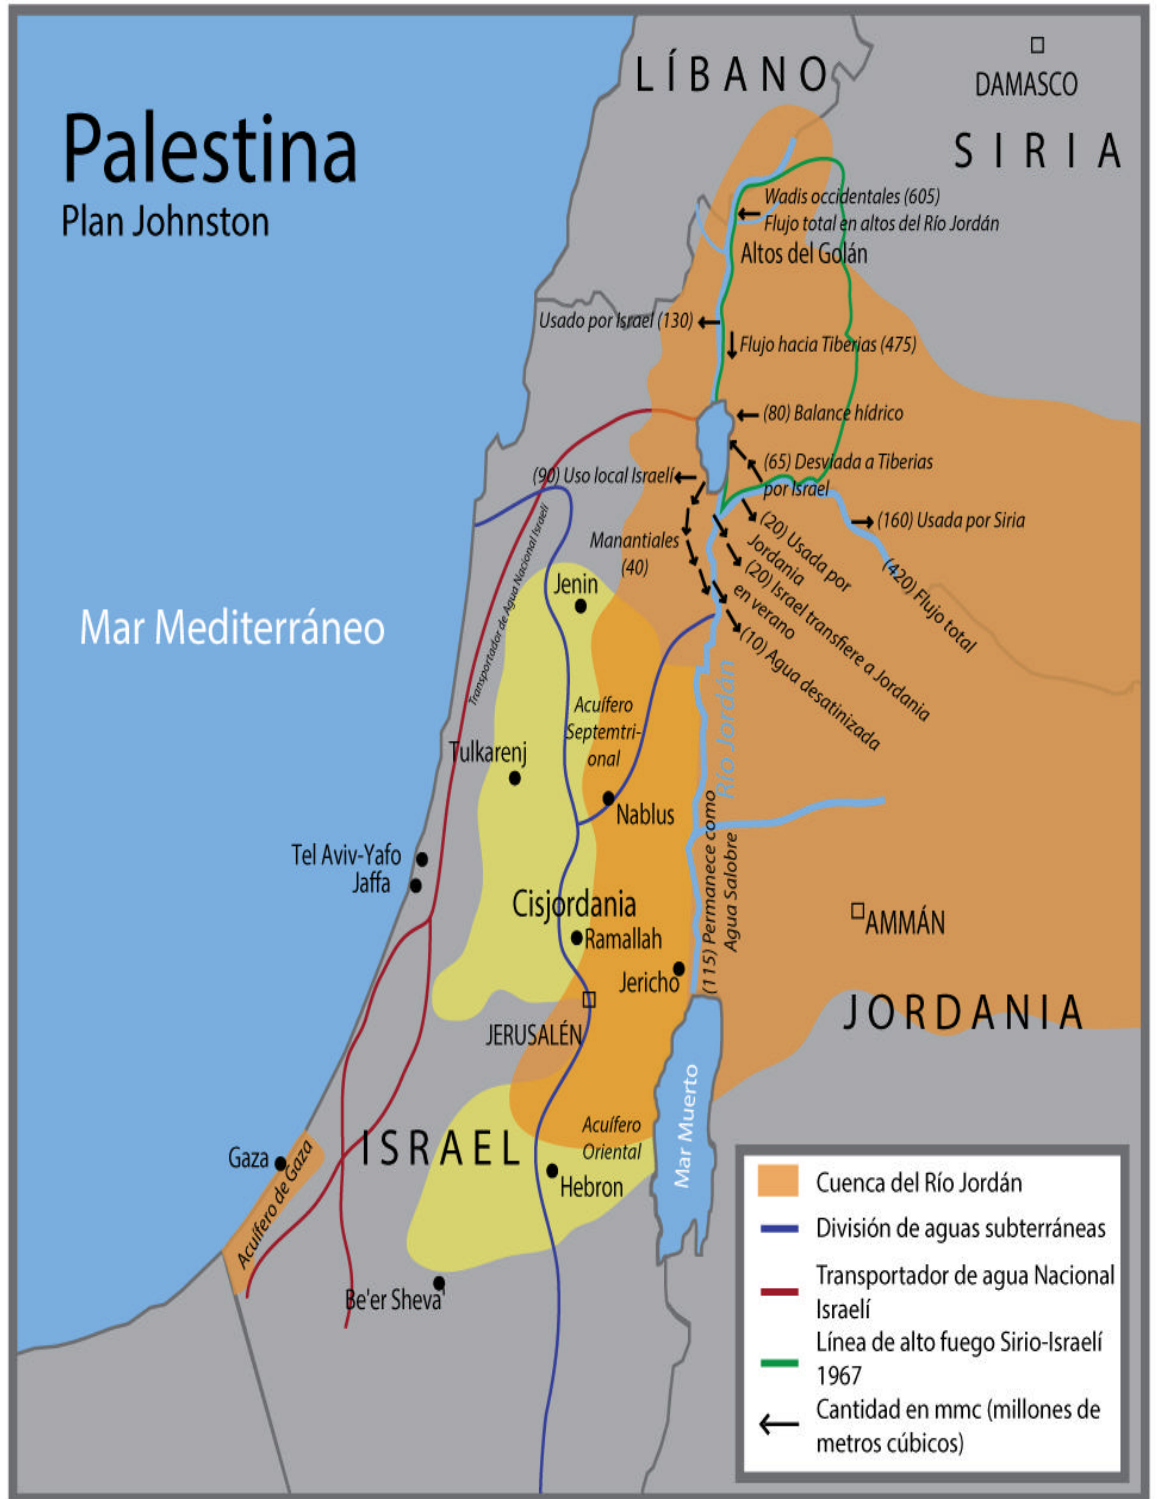 Palestina
Plan Johnston
LÍBANO
DAMASCO
SIRIA
Wadis occidentales (605)
Flujo total en altos del Río Jordán
Altos del Golán
Usado por Israel (130)
Flujo hacia Tiberias (475)
(80) Balance hídrico
(90) Uso local Israelí
(65) Desviada a Tiberias
por Israel
(160) Usada por Siria
(20) Usada por
Jordania
(420) Flujo total
Manantiales
(40)
(20) Israel transfiere a Jordania
en verano
(10) Agua desatinizada
Transportador de Agua Nacional Israelí
Mar Mediterráneo
Jenin
Acuífero
Septemtri-
onal
Río Jordán
Tulkarenj
Nablus
(115) Permanece como
Agua Salobre
Tel Aviv-Yafo
Jaffa
Cisjordania
Ramallah
Jericho
AMMÁN
JORDANIA
JERUSALÉN
Mar Muerto
Acuífero
Oriental
ISRAEL
Gaza
Acuífero de Gaza
Hebron
Be'er Sheva'
Cuenca del Río Jordán
División de aguas subterráneas
Transportador de agua Nacional
Israelí
Línea de alto fuego Sirio-Israelí
1967
Cantidad en mmc (millones de
metros cúbicos)